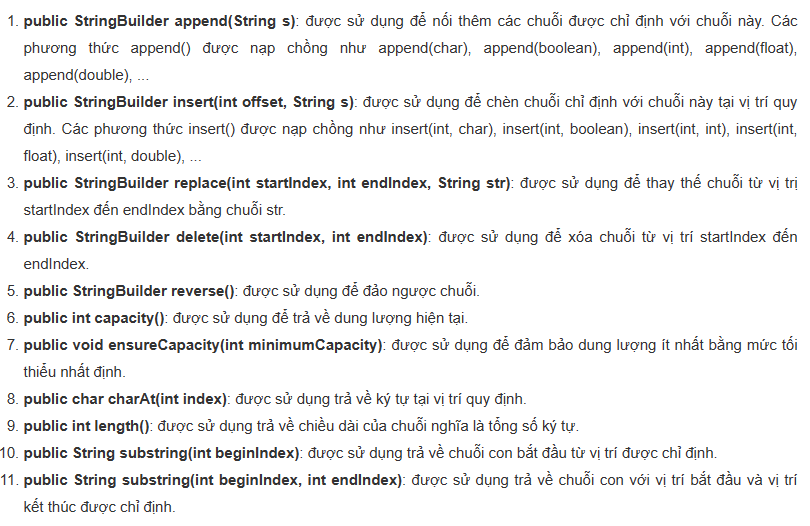 1. public StringBuilder append(String s): được sử dụng để nối thêm các chuỗi được chỉ định với chuỗi này. Các
phương thức append() được nạp chồng như append(char), append(boolean), append(int), append(float),
append(double), ...
2. public StringBuilder insert(int offset, String s): được sử dụng để chèn chuỗi chỉ định với chuỗi này tại vị trí quy
định. Các phương thức insert() được nạp chồng như insert(int, char), insert(int, boolean), insert(int, int), insert(int,
float), insert(int, double), ...
3. public StringBuilder replace(int startIndex, int endIndex, String str): được sử dụng để thay thế chuỗi từ vị trị
startIndex đến endIndex bằng chuỗi str.
4. public StringBuilder delete(int startIndex, int endIndex): được sử dụng để xóa chuỗi từ vị trí startIndex đến
endIndex.
5. public StringBuilder reverse(): được sử dụng để đảo ngược chuỗi.
6. public int capacity(): được sử dụng để trả về dung lượng hiện tại.
7. public void ensureCapacity(int minimumCapacity): được sử dụng để đảm bảo dung lượng ít nhất bằng mức tối
thiểu nhất định.
8. public char charAt(int index): được sử dụng trả về ký tự tại vị trí quy định.
9. public int length(): được sử dụng trả về chiều dài của chuỗi nghĩa là tổng số ký tự.
10. public String substring(int beginIndex): được sử dụng trả về chuỗi con bắt đầu từ vị trí được chỉ định.
11. public String substring(int beginIndex, int endIndex): được sử dụng trả về chuỗi con với vị trí bắt đầu và vị trí
kết thúc được chỉ định.